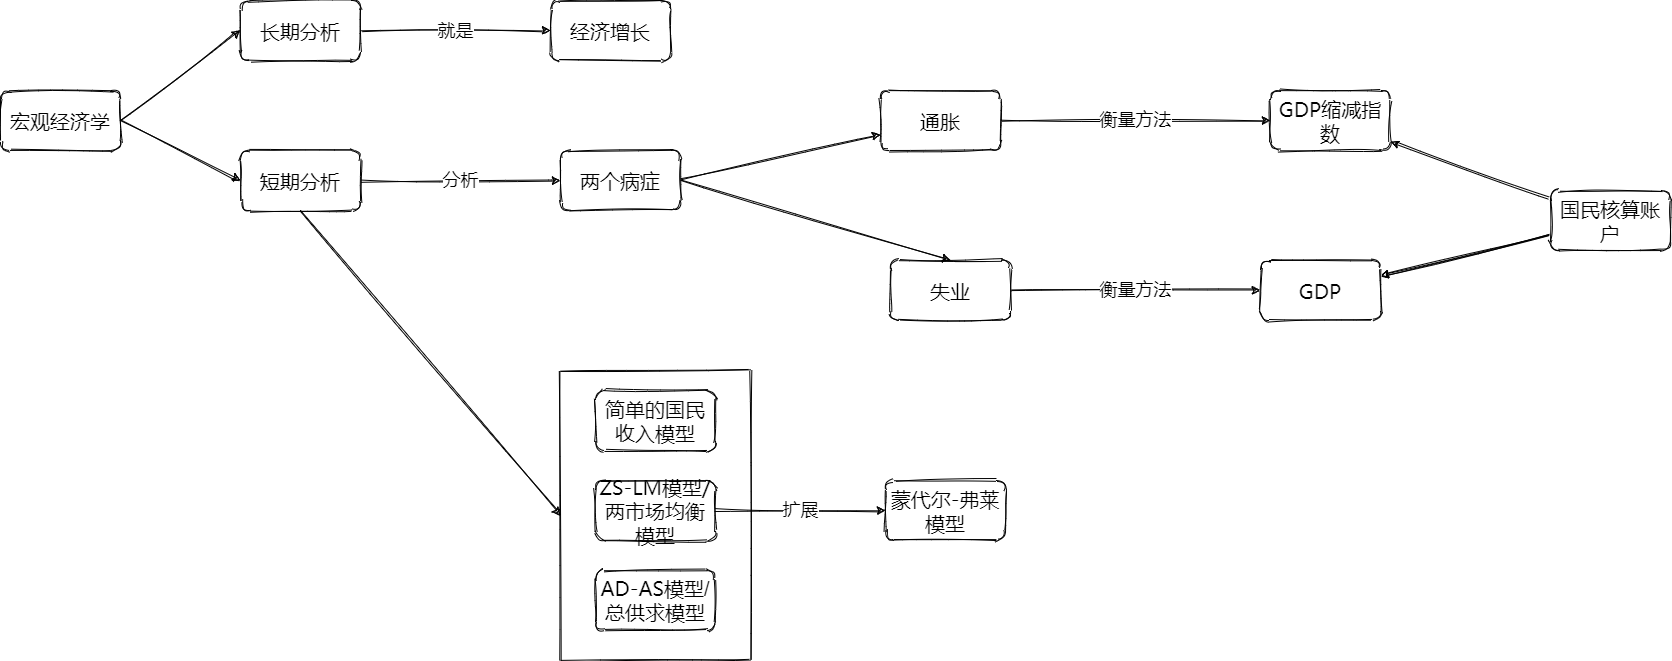 长期分析
就是
经济增长
宏观经济学
通胀
衡量方法
GDP缩减指
数
短期分析
分析
两个病症
国民核算账
户
失业
衡量方法
GDP
简单的国民
收入模型
ZS-LM模型/
两市场均衡
模型
扩展
蒙代尔-弗莱
模型
AD-AS模型/
总供求模型